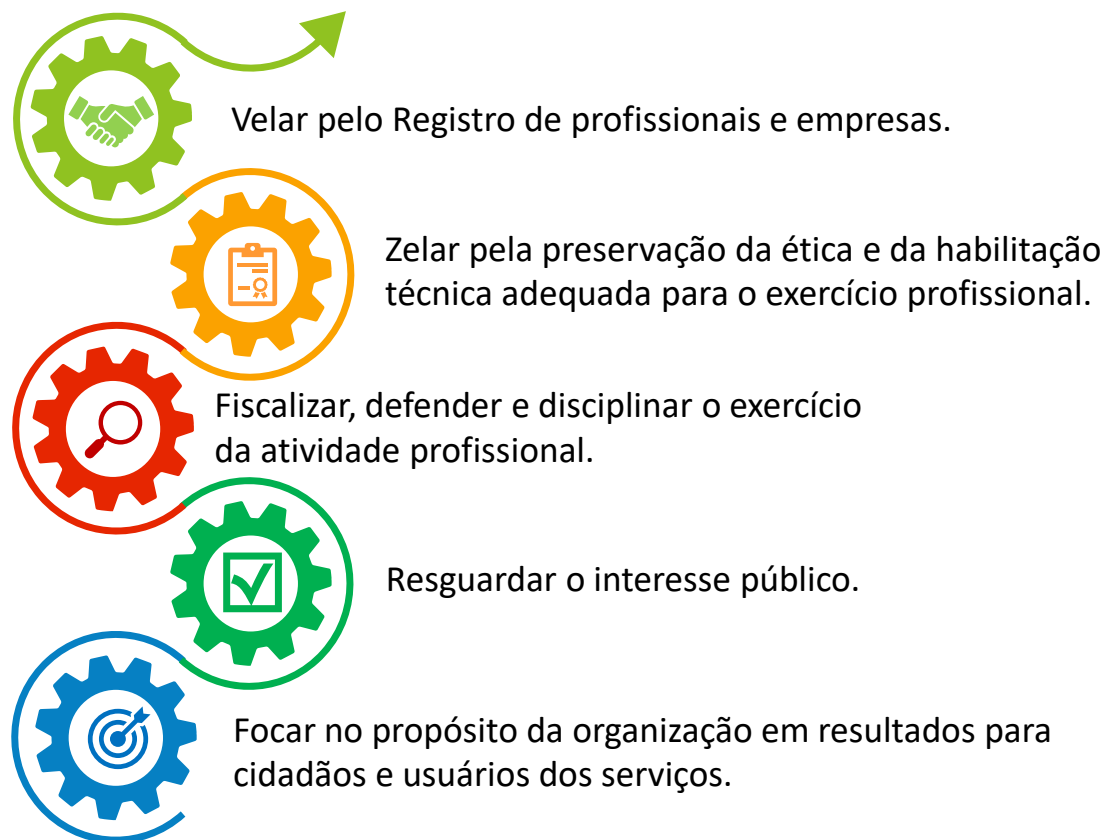 Velar pelo Registro de profissionais e empresas.
Zelar pela preservação da ética e da habilitação
técnica adequada para o exercício profissional.
Fiscalizar, defender e disciplinar o exercício
da atividade profissional.
Resguardar o interesse público.
Focar no propósito da organização em resultados para
cidadãos e usuários dos serviços.